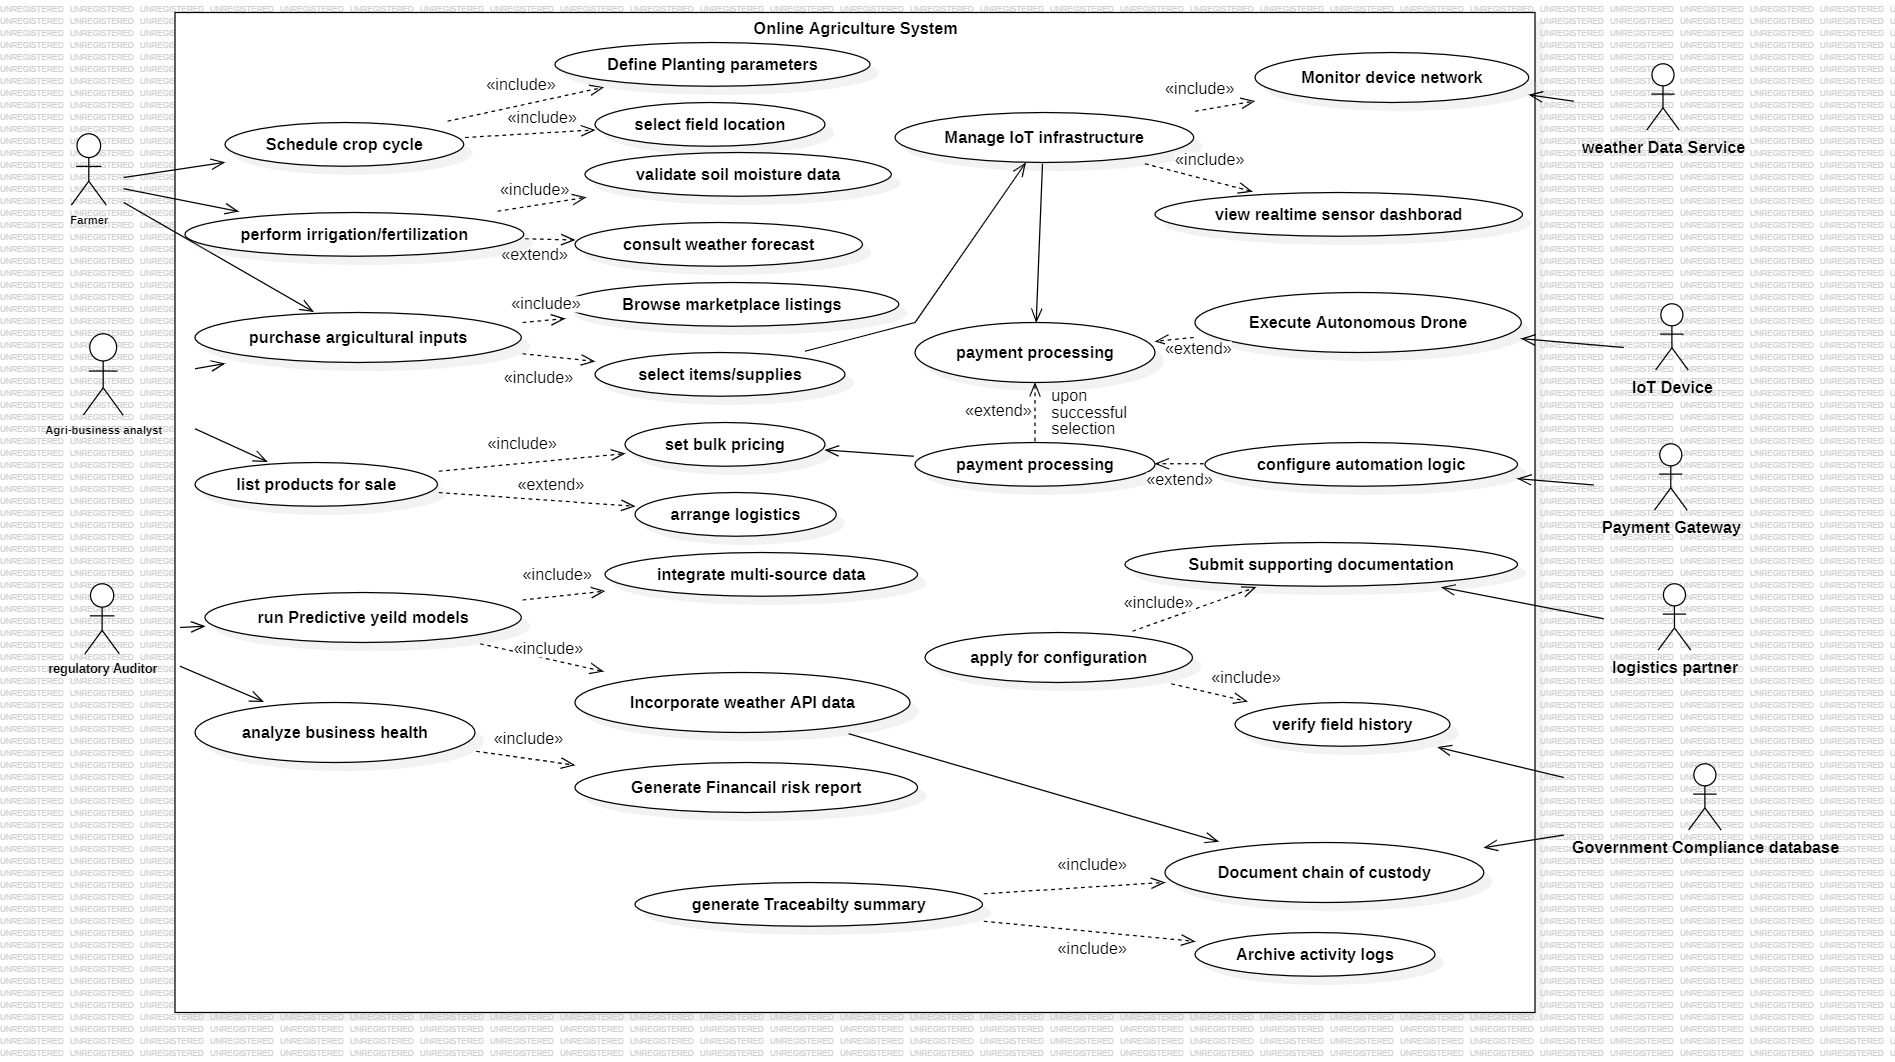 Online Agriculture System
Define Planting parameters
«include»
select field location
«include»
Schedule crop cycle
validate soil moisture data
«include»
Farmer
perform irrigation/fertilization
consult weather forecast
«extend»
Browse marketplace listings
«include»
purchase argicultural inputs
select items/supplies
«include»
Agri-business analyst
set bulk pricing
«include»
list products for sale
«extend»
arrange logistics
integrate multi-source data
«include»
run Predictive yeild models
«include»
regulatory Auditor
Incorporate weather API data
analyze business health
«include»
Generate Financail risk report
generate Traceabilty summary
«include»
«include»
Document chain of custody
Archive activity logs
Manage IoT infrastructure
«include»
Monitor device network
«include»
view realtime sensor dashborad
weather Data Service
payment processing
«extend»
Execute Autonomous Drone
IoT Device
«extend»
upon
successful
selection
payment processing
«extend»
configure automation logic
Payment Gateway
Submit supporting documentation
«include»
apply for configuration
«include»
verify field history
logistics partner
Government Compliance database
UNREGISTERED